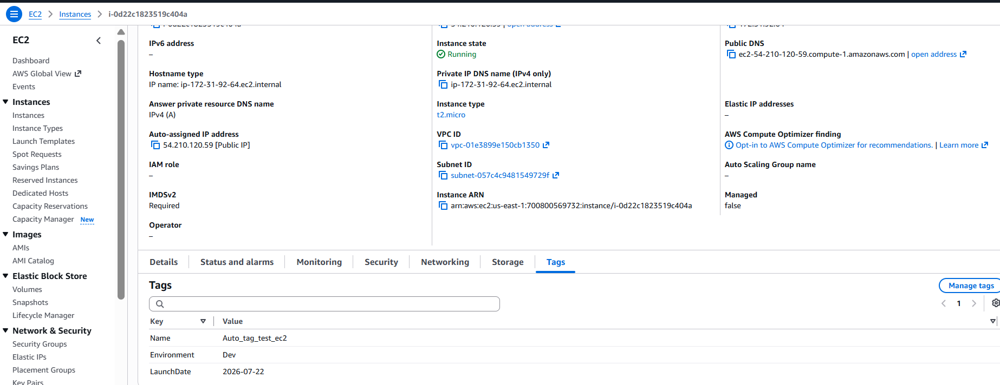 EC2 > Instances > i-0d22c1823519c404a
EC2
Dashboard
AWS Global View
Events
Instances
Instances
Instance Types
Launch Templates
Spot Requests
Savings Plans
Reserved Instances
Dedicated Hosts
Capacity Reservations
Capacity Manager New
Images
AMIs
AMI Catalog
Elastic Block Store
Volumes
Snapshots
Lifecycle Manager
Network & Security
Security Groups
Elastic IPs
Placement Groups
Key Pairs
i-0d22c1823519c404a
54.210.120.59 | open address
172.31.92.64
IPv6 address
–
Instance state
Running
Public DNS
ec2-54-210-120-59.compute-1.amazonaws.com | open address
Hostname type
IP name: ip-172-31-92-64.ec2.internal
Private IP DNS name (IPv4 only)
ip-172-31-92-64.ec2.internal
Answer private resource DNS name
IPv4 (A)
Instance type
t2.micro
Elastic IP addresses
–
Auto-assigned IP address
54.210.120.59 [Public IP]
VPC ID
vpc-01e3899e150cb1350
AWS Compute Optimizer finding
Opt-in to AWS Compute Optimizer for recommendations. | Learn more
IAM role
–
Subnet ID
subnet-057c4c9481549729f
Auto Scaling Group name
–
IMDSv2
Required
Instance ARN
arn:aws:ec2:us-east-1:700800569732:instance/i-0d22c1823519c404a
Managed
false
Operator
–
Details
Status and alarms
Monitoring
Security
Networking
Storage
Tags
Tags
Manage tags
1
Key Value
Name Auto_tag_test_ec2
Environment Dev
LaunchDate 2026-07-22